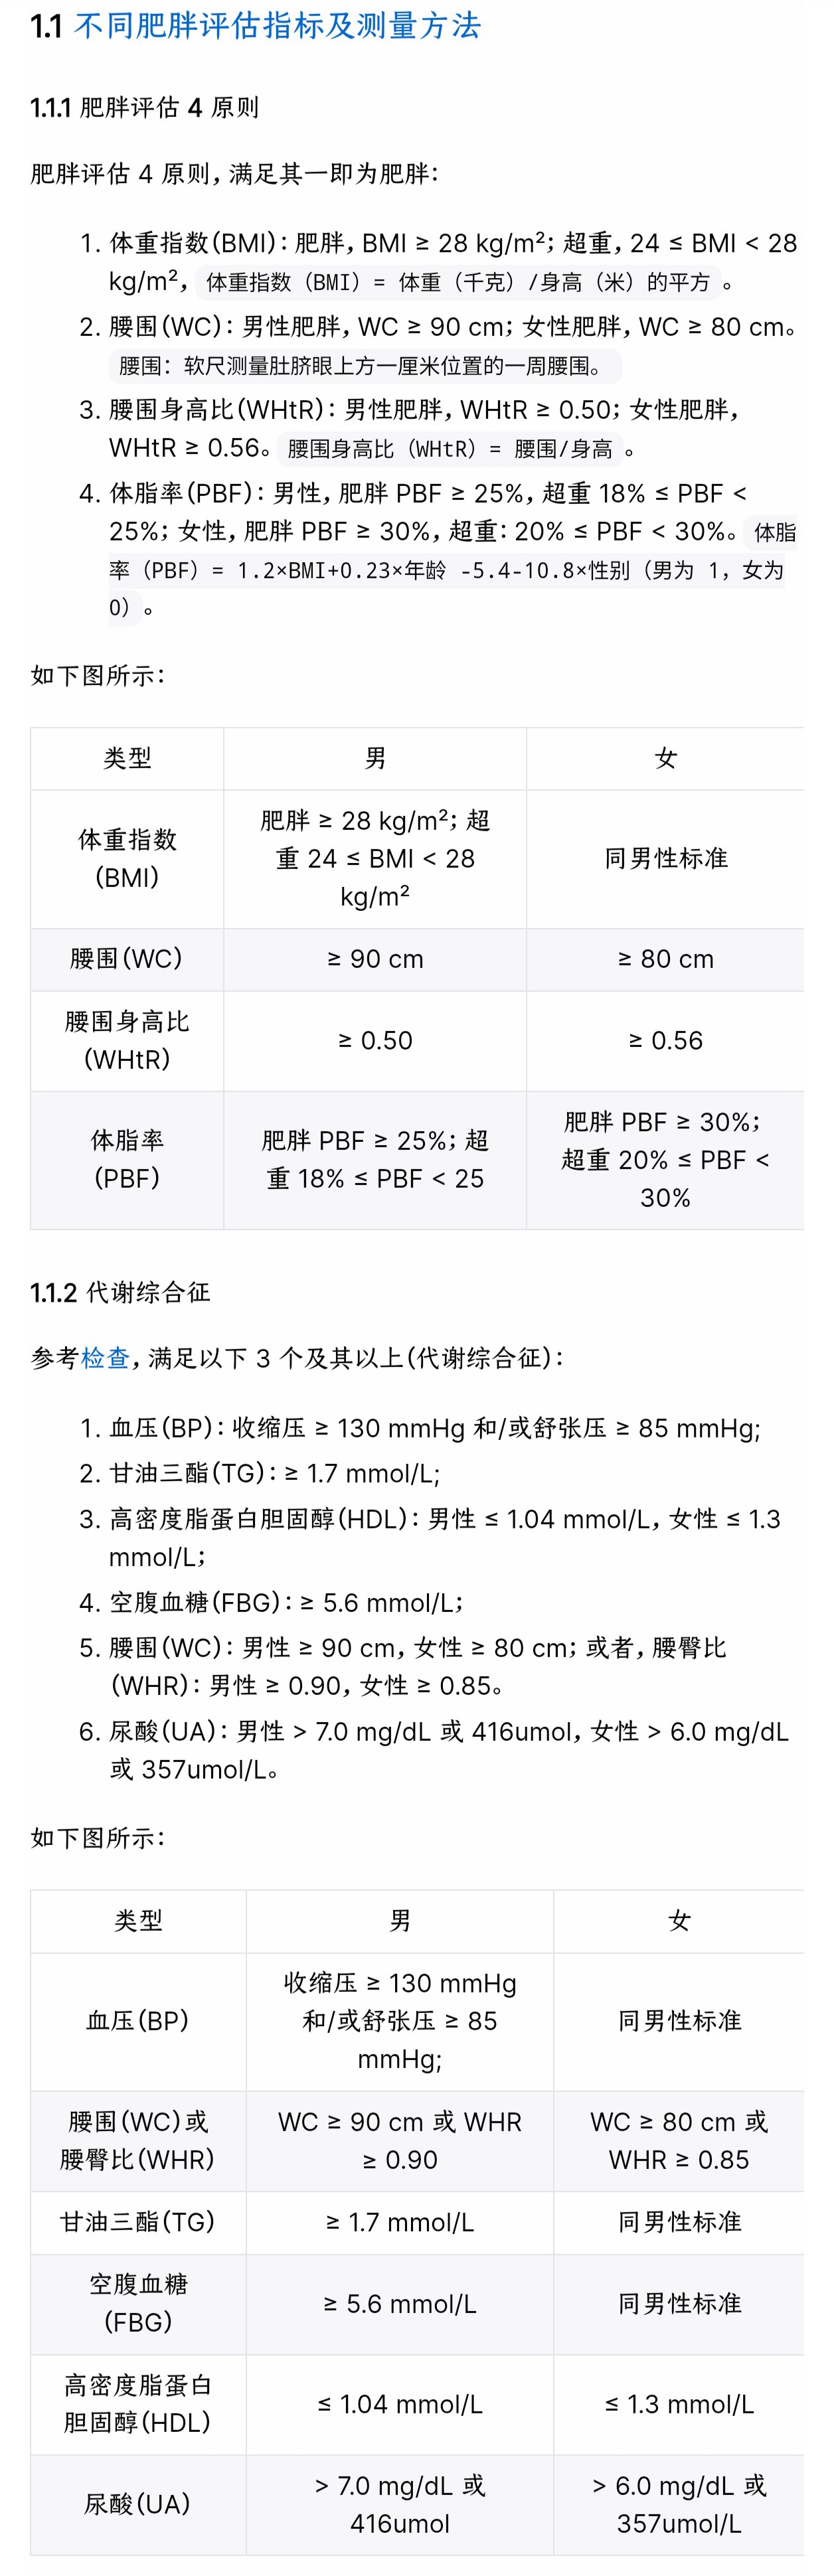 1.1 不同肥胖评估指标及测量方法
1.1.1 肥胖评估 4 原则
肥胖评估 4 原则，满足其一即为肥胖：
1. 体重指数(BMI)：肥胖，BMI ≥ 28 kg/m²；超重，24 ≤ BMI < 28
kg/m²， 体重指数（BMI）= 体重（千克）/身高（米）的平方 。
2. 腰围(WC)：男性肥胖，WC ≥ 90 cm；女性肥胖，WC ≥ 80 cm。
腰围：软尺测量肚脐眼上方一厘米位置的一周腰围。
3. 腰围身高比(WHtR)：男性肥胖，WHtR ≥ 0.50；女性肥胖，
WHtR ≥ 0.56。 腰围身高比（WHtR）= 腰围/身高 。
4. 体脂率(PBF)：男性，肥胖 PBF ≥ 25%，超重 18% ≤ PBF <
25%；女性，肥胖 PBF ≥ 30%，超重：20% ≤ PBF < 30%。 体脂
率（PBF）= 1.2×BMI+0.23×年龄 -5.4-10.8×性别（男为 1，女为
0）。
如下图所示：
类型 男 女
体重指数
(BMI)
肥胖 ≥ 28 kg/m²；超
重 24 ≤ BMI < 28
kg/m²
同男性标准
腰围(WC) ≥ 90 cm ≥ 80 cm
腰围身高比
(WHtR)
≥ 0.50 ≥ 0.56
体脂率
(PBF)
肥胖 PBF ≥ 25%；超
重 18% ≤ PBF < 25
肥胖 PBF ≥ 30%；
超重 20% ≤ PBF <
30%
1.1.2 代谢综合征
参考检查，满足以下 3 个及其以上(代谢综合征)：
1. 血压(BP)：收缩压 ≥ 130 mmHg 和/或舒张压 ≥ 85 mmHg;
2. 甘油三酯(TG)：≥ 1.7 mmol/L;
3. 高密度脂蛋白胆固醇(HDL)：男性 ≤ 1.04 mmol/L，女性 ≤ 1.3
mmol/L；
4. 空腹血糖(FBG)：≥ 5.6 mmol/L；
5. 腰围(WC)：男性 ≥ 90 cm，女性 ≥ 80 cm；或者，腰臀比
(WHR)：男性 ≥ 0.90，女性 ≥ 0.85。
6. 尿酸(UA)：男性 > 7.0 mg/dL 或 416umol，女性 > 6.0 mg/dL
或 357umol/L。
如下图所示：
类型 男 女
血压(BP)
收缩压 ≥ 130 mmHg
和/或舒张压 ≥ 85
mmHg;
同男性标准
腰围(WC)或
腰臀比(WHR)
WC ≥ 90 cm 或 WHR
≥ 0.90
WC ≥ 80 cm 或
WHR ≥ 0.85
甘油三酯(TG) ≥ 1.7 mmol/L 同男性标准
空腹血糖
(FBG)
≥ 5.6 mmol/L 同男性标准
高密度脂蛋白
胆固醇(HDL)
≤ 1.04 mmol/L ≤ 1.3 mmol/L
尿酸(UA)
> 7.0 mg/dL 或
416umol
> 6.0 mg/dL 或
357umol/L